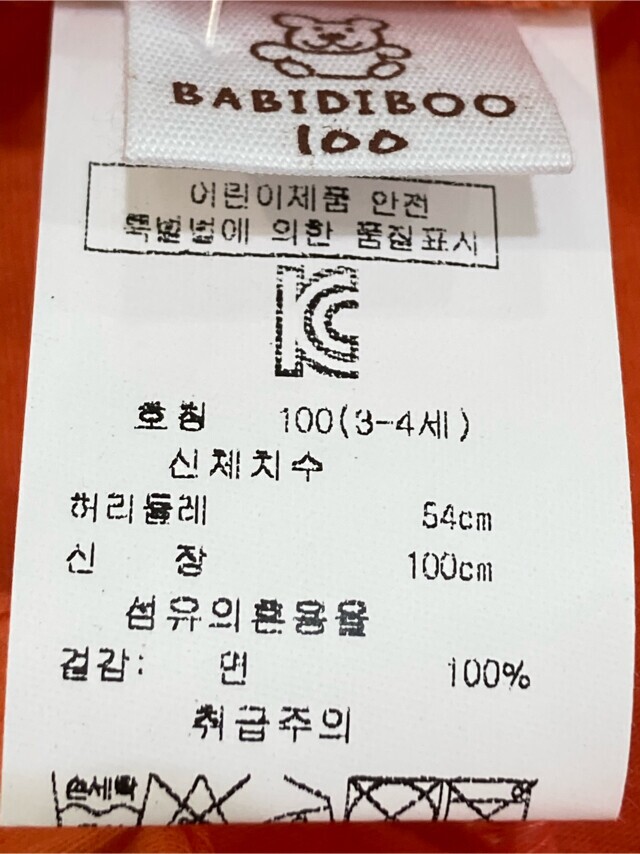 BABIDIBOO
100
어린이제품 안전
특별법에 의한 품질표시
KC
호칭 100(3-4세)
신체치수
허리둘레 54cm
신 장 100cm
섬유의혼용율
겉감: 면 100%
취급주의
손세탁